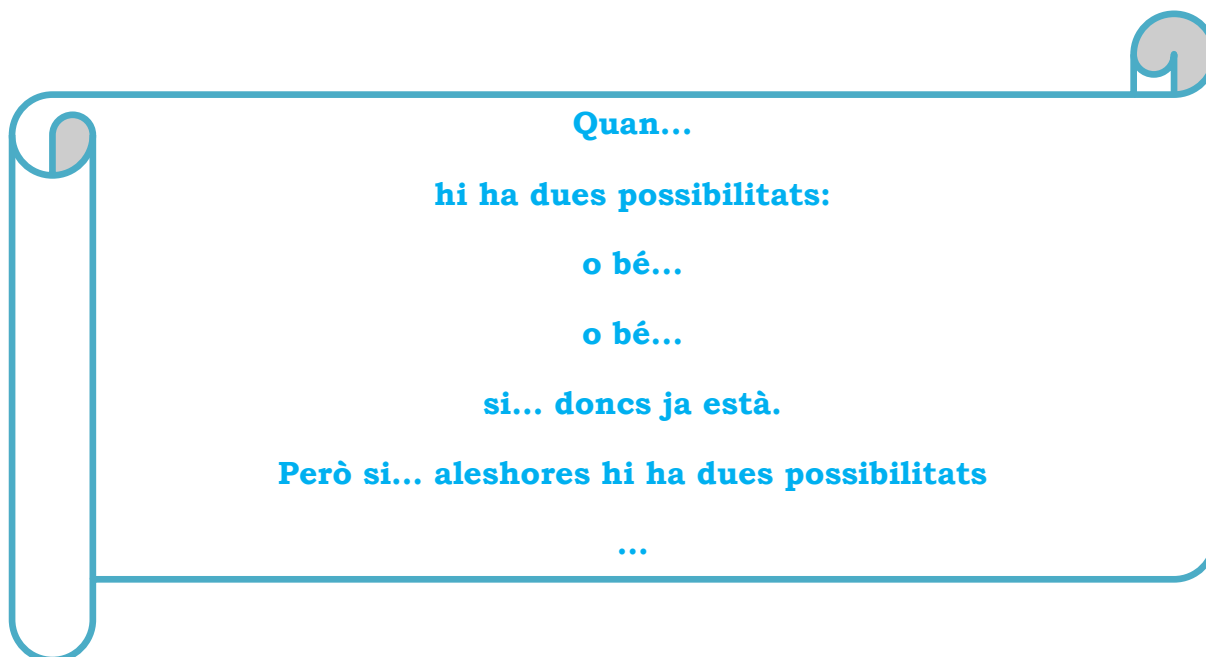 Quan...
hi ha dues possibilitats:
o bé...
o bé...
si... doncs ja està.
Però si... aleshores hi ha dues possibilitats
...